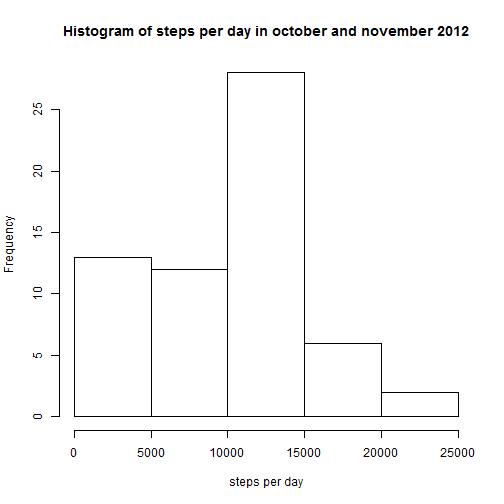 Histogram of steps per day in october and november 2012
Frequency
25
20
15
10
5
0
0 5000 10000 15000 20000 25000
steps per day